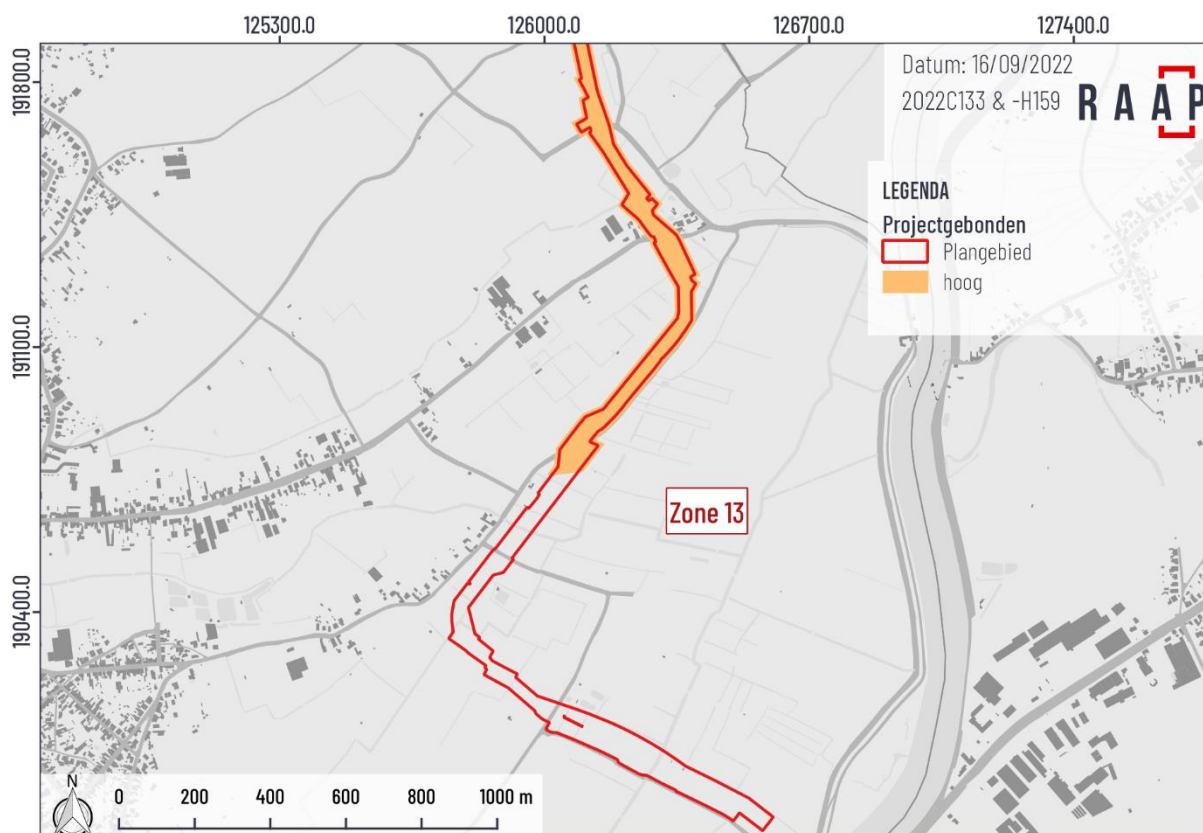 125300.0 126000.0 126700.0 127400.0
191800.0
191100.0
190400.0
Datum: 16/09/2022
2022C133 & -H159
RAAP
LEGENDA
Projectgebonden
Plangebied
hoog
Zone 13
N
0 200 400 600 800 1000 m